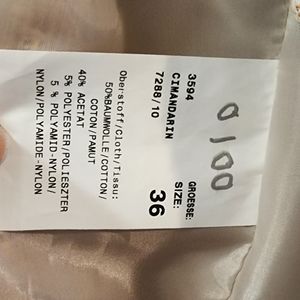 3594
CIMANDARIN
7288/10
GROESSE:
SIZE:
36
Oberstoff/Cloth/Tissu:
50%BAUMWOLLE/COTTON/
COTON/PAMUT
40% ACETAT
5% POLYESTER/POLIESZTER
5 % POLYAMID-NYLON/
NYLON/POLYAMIDE-NYLON
0100